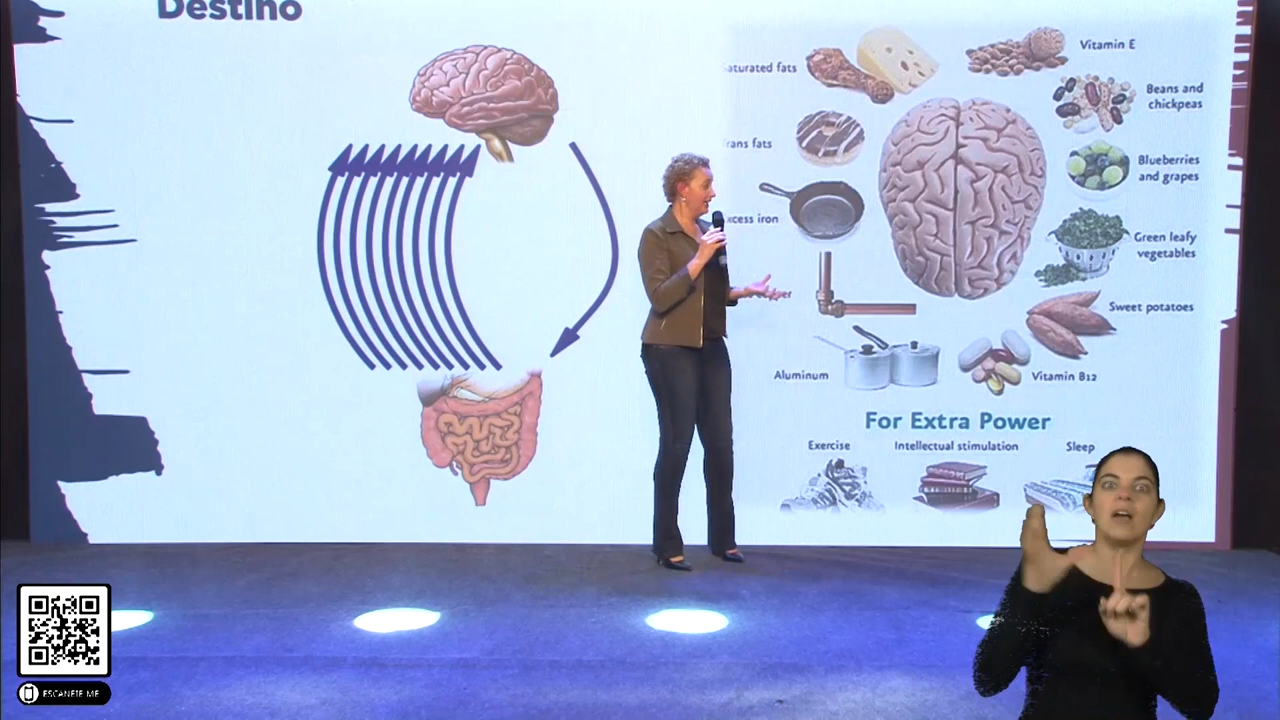 Destino
Saturated fats
Vitamin E
Beans and
chickpeas
Trans fats
Blueberries
and grapes
Green leafy
vegetables
Sweet potatoes
Aluminum
Vitamin B12
For Extra Power
Exercise
Intellectual stimulation
Sleep
ESCANEIE ME